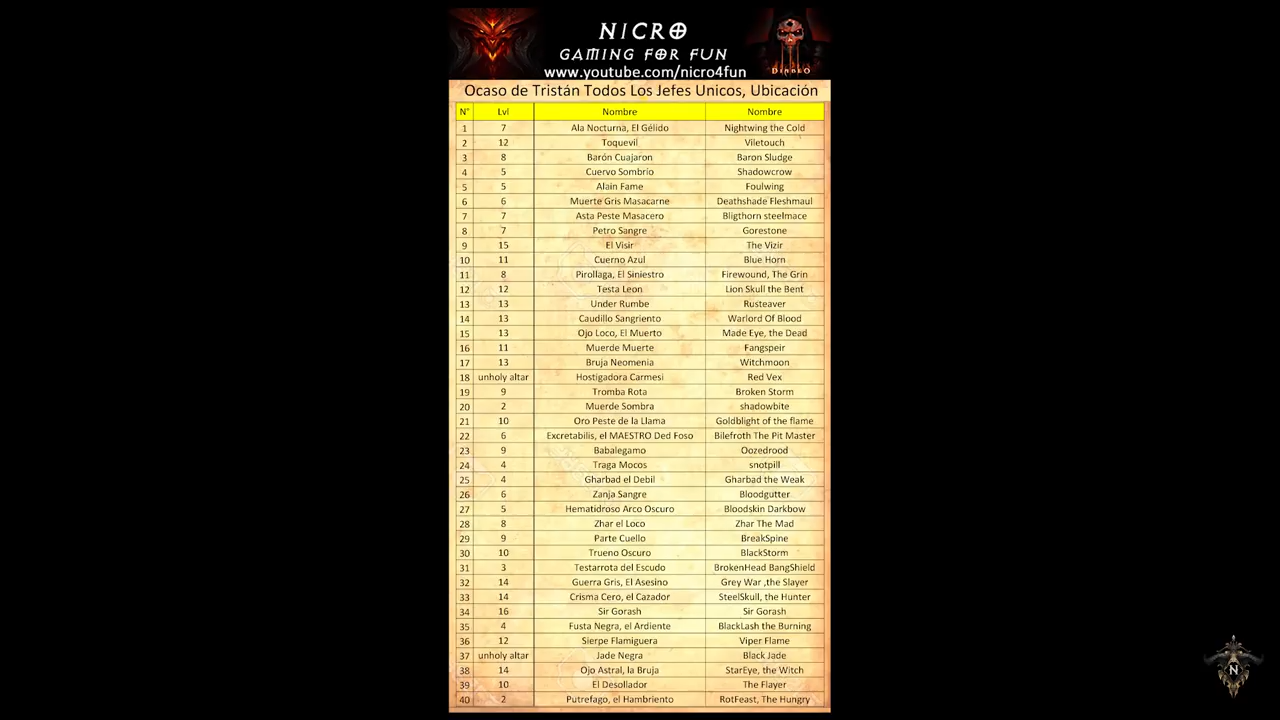 NICRO
GAMING FOR FUN
www.youtube.com/nicro4fun
DIABLO
Ocaso de Tristán Todos Los Jefes Unicos, Ubicación
N° Lvl Nombre Nombre
1 7 Ala Nocturna, El Gélido Nightwing the Cold
2 12 Toquevil Viletouch
3 8 Barón Cuajaron Baron Sludge
4 5 Cuervo Sombrio Shadowcrow
5 5 Alain Fame Foulwing
6 6 Muerte Gris Masacarne Deathshade Fleshmaul
7 7 Asta Peste Masacero Bligthorn steelmace
8 7 Petro Sangre Gorestone
9 15 El Visir The Vizir
10 11 Cuerno Azul Blue Horn
11 8 Pirollaga, El Siniestro Firewound, The Grin
12 12 Testa Leon Lion Skull the Bent
13 13 Under Rumbe Rusteaver
14 13 Caudillo Sangriento Warlord Of Blood
15 13 Ojo Loco, El Muerto Made Eye, the Dead
16 11 Muerde Muerte Fangspeir
17 13 Bruja Neomenia Witchmoon
18 unholy altar Hostigadora Carmesi Red Vex
19 9 Tromba Rota Broken Storm
20 2 Muerde Sombra shadowbite
21 10 Oro Peste de la Llama Goldblight of the flame
22 6 Excretabilis, el MAESTRO Ded Foso Bilefroth The Pit Master
23 9 Babalegamo Oozedrood
24 4 Traga Mocos snotpill
25 4 Gharbad el Debil Gharbad the Weak
26 6 Zanja Sangre Bloodgutter
27 5 Hematidroso Arco Oscuro Bloodskin Darkbow
28 8 Zhar el Loco Zhar The Mad
29 9 Parte Cuello BreakSpine
30 10 Trueno Oscuro BlackStorm
31 3 Testarrota del Escudo BrokenHead BangShield
32 14 Guerra Gris, El Asesino Grey War ,the Slayer
33 14 Crisma Cero, el Cazador SteelSkull, the Hunter
34 16 Sir Gorash Sir Gorash
35 4 Fusta Negra, el Ardiente BlackLash the Burning
36 12 Sierpe Flamiguera Viper Flame
37 unholy altar Jade Negra Black Jade
38 14 Ojo Astral, la Bruja StarEye, the Witch
39 10 El Desollador The Flayer
40 2 Putrefago, el Hambriento RotFeast, The Hungry
N